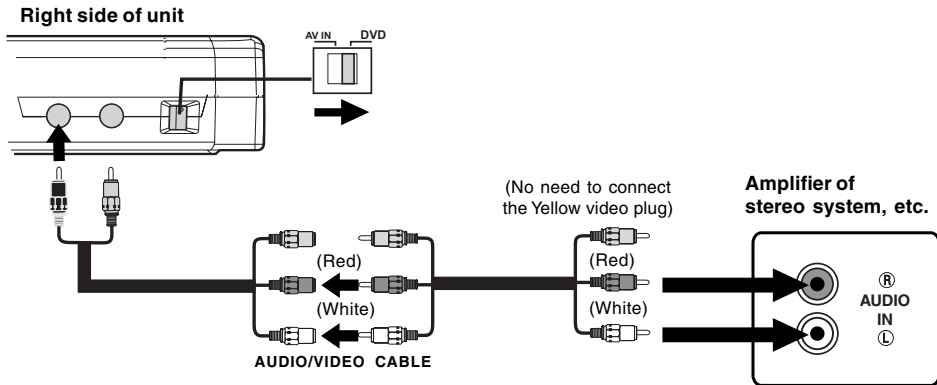 Right side of unit
AV IN DVD
(No need to connect
the Yellow video plug)
Amplifier of
stereo system, etc.
(Red)
(White)
(Red)
(White)
AUDIO/VIDEO CABLE
R
AUDIO
IN
L